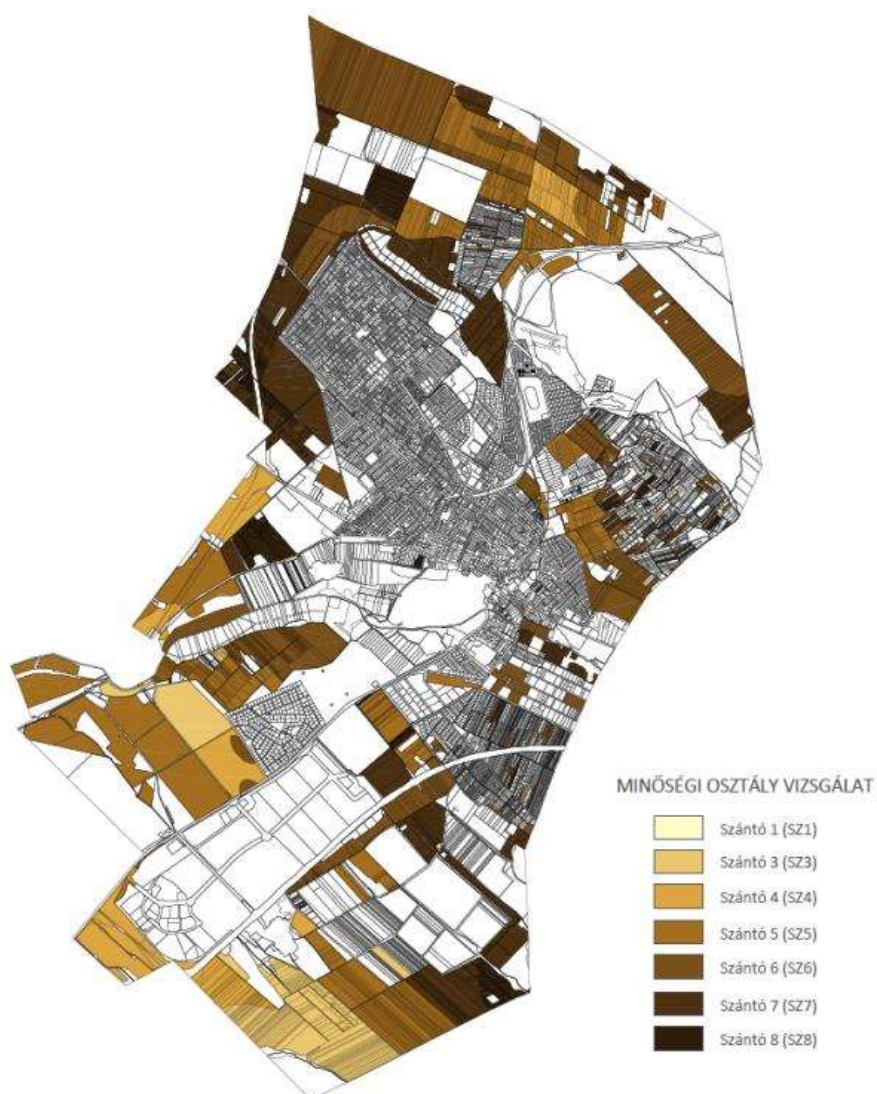 MINŐSÉGI OSZTÁLY VIZSGÁLAT
Szántó 1 (SZ1)
Szántó 3 (SZ3)
Szántó 4 (SZ4)
Szántó 5 (SZ5)
Szántó 6 (SZ6)
Szántó 7 (SZ7)
Szántó 8 (SZ8)